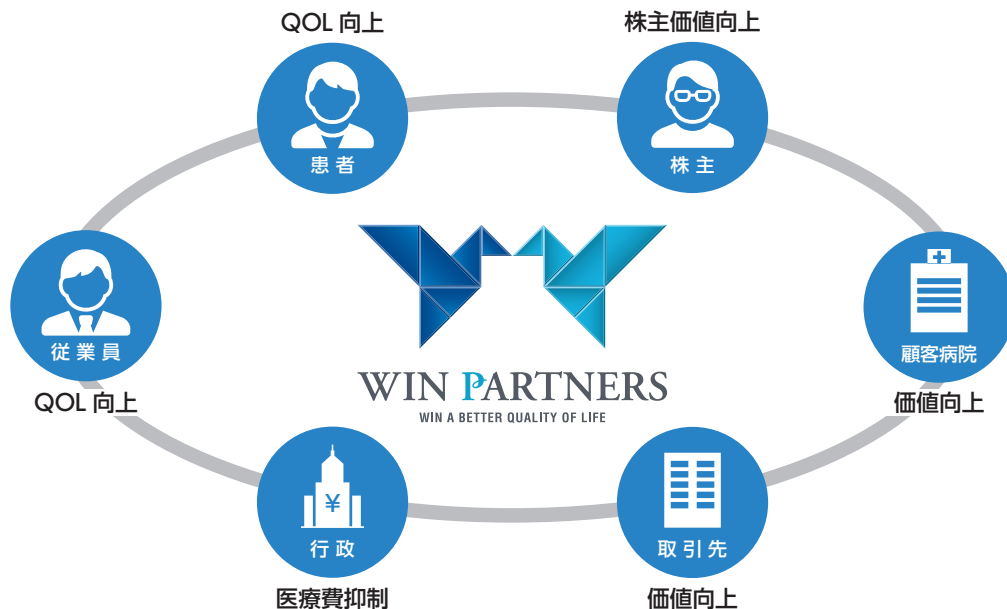 QOL 向上
株主価値向上
患者
株主
従業員
顧客病院
QOL 向上
価値向上
WIN PARTNERS
WIN A BETTER QUALITY OF LIFE
¥
行政
取引先
医療費抑制
価値向上